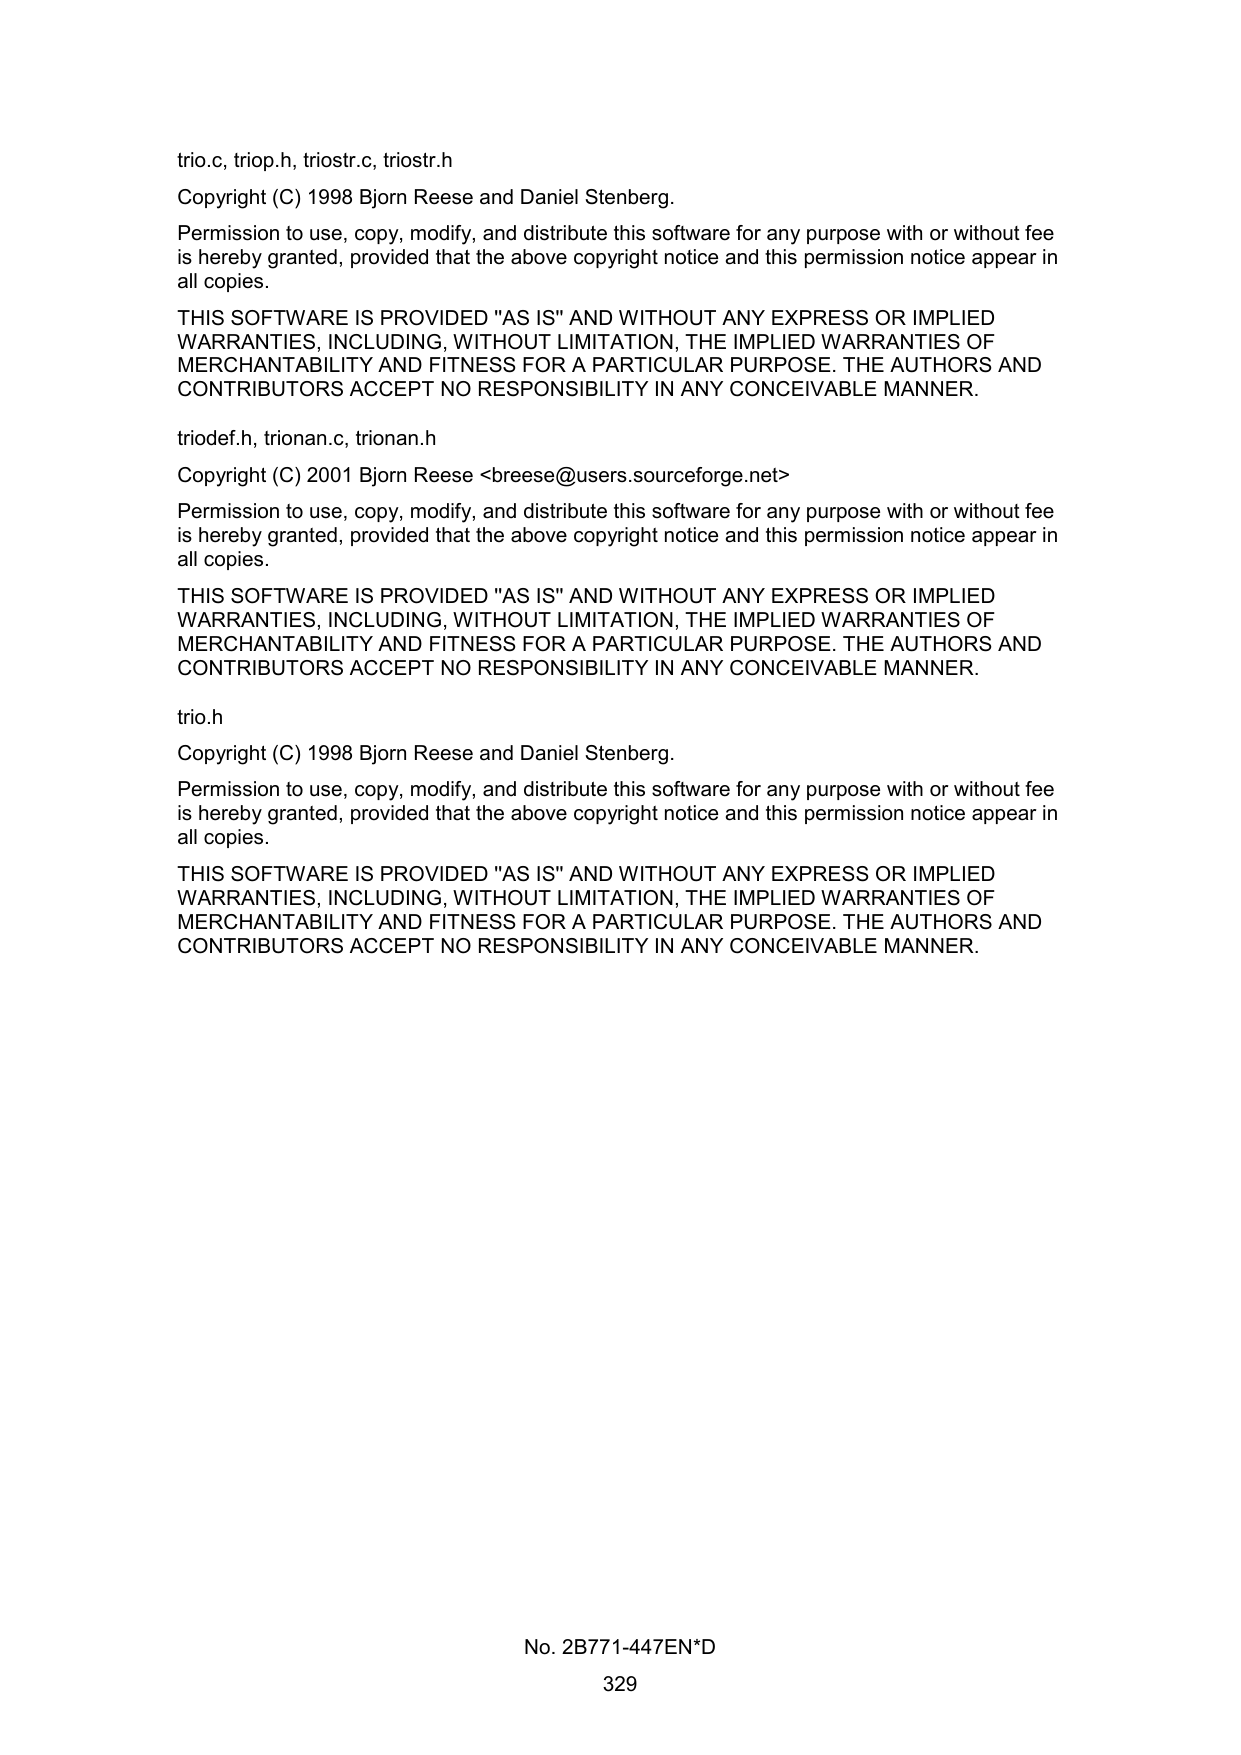 trio.c, triop.h, triostr.c, triostr.h
Copyright (C) 1998 Bjorn Reese and Daniel Stenberg.
Permission to use, copy, modify, and distribute this software for any purpose with or without fee
is hereby granted, provided that the above copyright notice and this permission notice appear in
all copies.
THIS SOFTWARE IS PROVIDED "AS IS" AND WITHOUT ANY EXPRESS OR IMPLIED
WARRANTIES, INCLUDING, WITHOUT LIMITATION, THE IMPLIED WARRANTIES OF
MERCHANTABILITY AND FITNESS FOR A PARTICULAR PURPOSE. THE AUTHORS AND
CONTRIBUTORS ACCEPT NO RESPONSIBILITY IN ANY CONCEIVABLE MANNER.
triodef.h, trionan.c, trionan.h
Copyright (C) 2001 Bjorn Reese <breese@users.sourceforge.net>
Permission to use, copy, modify, and distribute this software for any purpose with or without fee
is hereby granted, provided that the above copyright notice and this permission notice appear in
all copies.
THIS SOFTWARE IS PROVIDED "AS IS" AND WITHOUT ANY EXPRESS OR IMPLIED
WARRANTIES, INCLUDING, WITHOUT LIMITATION, THE IMPLIED WARRANTIES OF
MERCHANTABILITY AND FITNESS FOR A PARTICULAR PURPOSE. THE AUTHORS AND
CONTRIBUTORS ACCEPT NO RESPONSIBILITY IN ANY CONCEIVABLE MANNER.
trio.h
Copyright (C) 1998 Bjorn Reese and Daniel Stenberg.
Permission to use, copy, modify, and distribute this software for any purpose with or without fee
is hereby granted, provided that the above copyright notice and this permission notice appear in
all copies.
THIS SOFTWARE IS PROVIDED "AS IS" AND WITHOUT ANY EXPRESS OR IMPLIED
WARRANTIES, INCLUDING, WITHOUT LIMITATION, THE IMPLIED WARRANTIES OF
MERCHANTABILITY AND FITNESS FOR A PARTICULAR PURPOSE. THE AUTHORS AND
CONTRIBUTORS ACCEPT NO RESPONSIBILITY IN ANY CONCEIVABLE MANNER.
No. 2B771-447EN*D
329